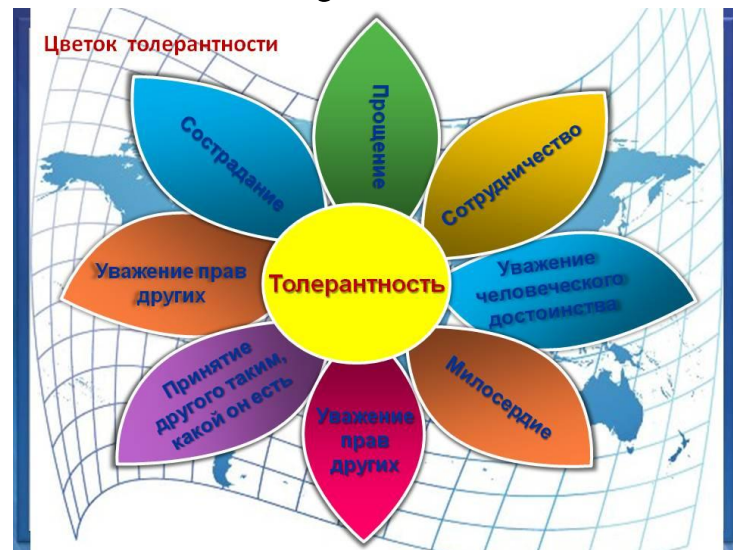 Цветок толерантности
Прощение
Сострадание
Сотрудничество
Уважение прав
других
Толерантность
Уважение
человеческого
достоинства
Принятие
другого таким,
какой он есть
Уважение
прав
других
Милосердие